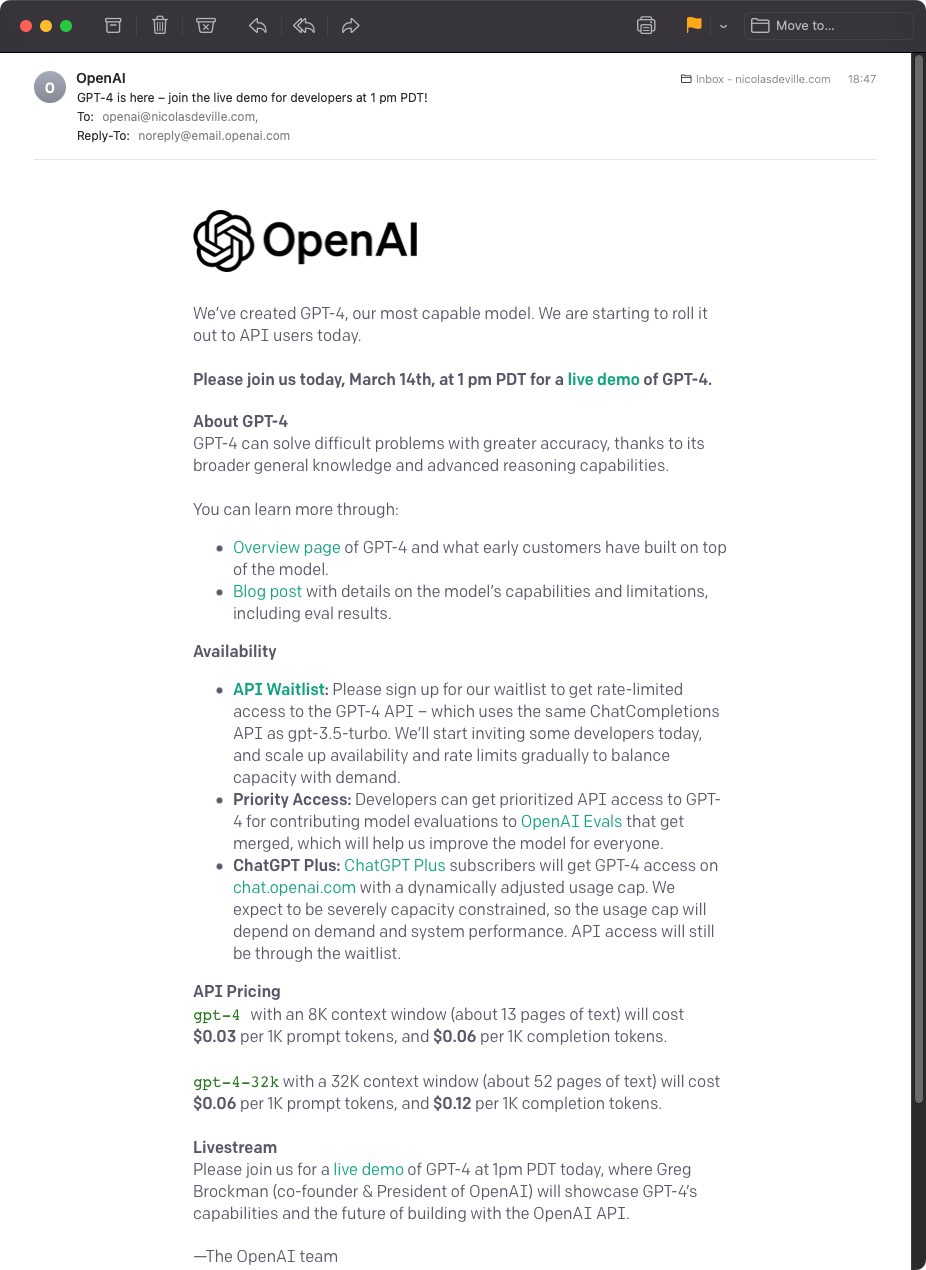 Move to...
O
OpenAI
Inbox - nicolasdeville.com 18:47
GPT-4 is here – join the live demo for developers at 1 pm PDT!
To: openai@nicolasdeville.com,
Reply-To: noreply@email.openai.com
OpenAI
We’ve created GPT-4, our most capable model. We are starting to roll it
out to API users today.
Please join us today, March 14th, at 1 pm PDT for a live demo of GPT-4.
About GPT-4
GPT-4 can solve difficult problems with greater accuracy, thanks to its
broader general knowledge and advanced reasoning capabilities.
You can learn more through:
• Overview page of GPT-4 and what early customers have built on top
of the model.
• Blog post with details on the model’s capabilities and limitations,
including eval results.
Availability
• API Waitlist: Please sign up for our waitlist to get rate-limited
access to the GPT-4 API – which uses the same ChatCompletions
API as gpt-3.5-turbo. We’ll start inviting some developers today,
and scale up availability and rate limits gradually to balance
capacity with demand.
• Priority Access: Developers can get prioritized API access to GPT-
4 for contributing model evaluations to OpenAI Evals that get
merged, which will help us improve the model for everyone.
• ChatGPT Plus: ChatGPT Plus subscribers will get GPT-4 access on
chat.openai.com with a dynamically adjusted usage cap. We
expect to be severely capacity constrained, so the usage cap will
depend on demand and system performance. API access will still
be through the waitlist.
API Pricing
gpt-4 with an 8K context window (about 13 pages of text) will cost
$0.03 per 1K prompt tokens, and $0.06 per 1K completion tokens.
gpt-4-32k with a 32K context window (about 52 pages of text) will cost
$0.06 per 1K prompt tokens, and $0.12 per 1K completion tokens.
Livestream
Please join us for a live demo of GPT-4 at 1pm PDT today, where Greg
Brockman (co-founder & President of OpenAI) will showcase GPT-4’s
capabilities and the future of building with the OpenAI API.
—The OpenAI team